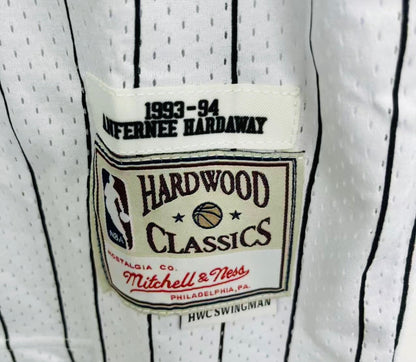 1993-94
ANFERNEE HARDAWAY
NBA
HARDWOOD
CLASSICS
NOSTALGIA CO.
Mitchell & Ness
PHILADELPHIA, PA.
HWC SWINGMAN